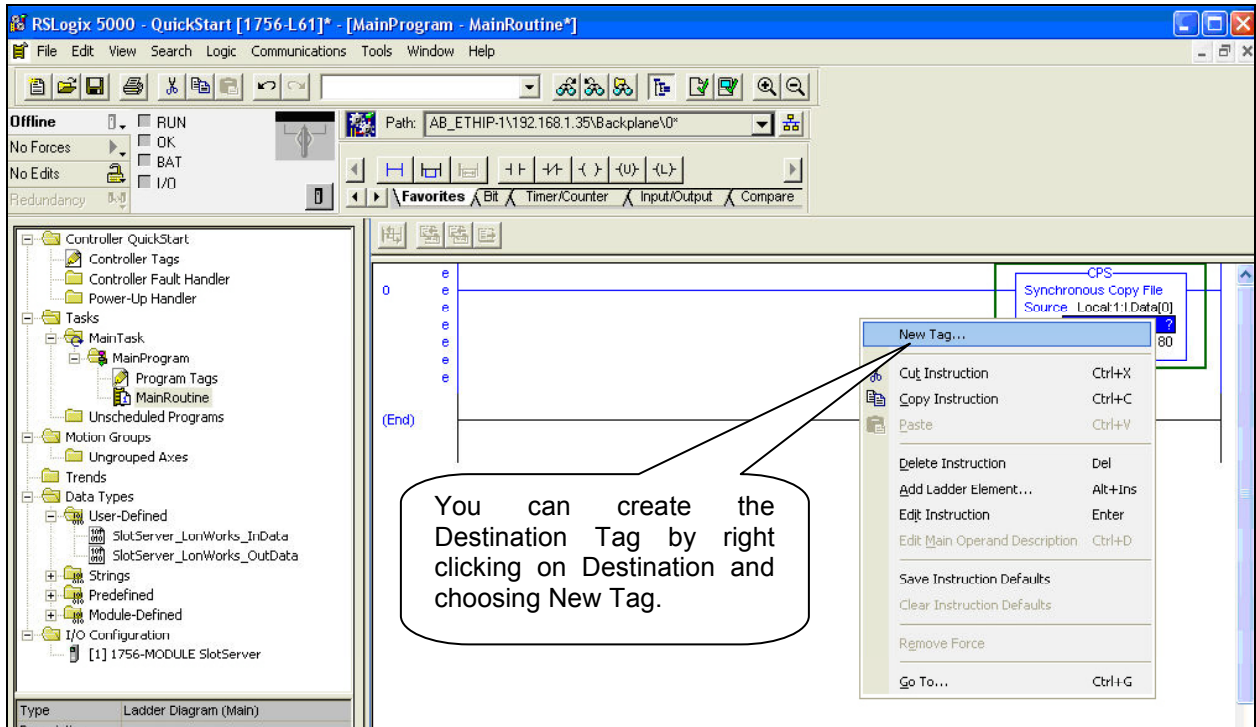 RSLogix 5000 - QuickStart [1756-L61]* - [MainProgram - MainRoutine*]
File Edit View Search Logic Communications Tools Window Help
Offline
RUN
No Forces
OK
BAT
No Edits
I/O
Redundancy
Path: AB_ETHIP-1\192.168.1.35\Backplane\0*
Favorites Bit Timer/Counter Input/Output Compare
Controller QuickStart
Controller Tags
Controller Fault Handler
Power-Up Handler
Tasks
MainTask
MainProgram
Program Tags
MainRoutine
Unscheduled Programs
Motion Groups
Ungrouped Axes
Trends
Data Types
User-Defined
SlotServer_LonWorks_InData
SlotServer_LonWorks_OutData
Strings
Predefined
Module-Defined
I/O Configuration
[1] 1756-MODULE SlotServer
Type Ladder Diagram (Main)
e
0 e
e
e
e
e
e
(End)
CPS
Synchronous Copy File
Source Local:1:I.Data[0]
?
80
New Tag...
Cut Instruction Ctrl+X
Copy Instruction Ctrl+C
Paste Ctrl+V
Delete Instruction Del
Add Ladder Element... Alt+Ins
Edit Instruction Enter
Edit Main Operand Description Ctrl+D
Save Instruction Defaults
Clear Instruction Defaults
Remove Force
Go To... Ctrl+G
You can create the
Destination Tag by right
clicking on Destination and
choosing New Tag.